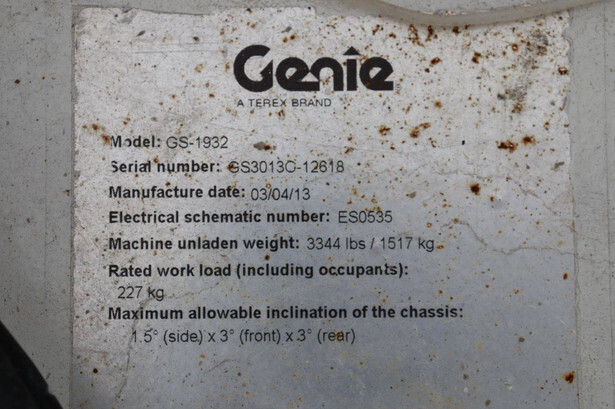 Genie
A TEREX BRAND
Model: GS-1932
Serial number: GS3013C-12618
Manufacture date: 03/04/13
Electrical schematic number: ES0535
Machine unladen weight: 3344 lbs / 1517 kg
Rated work load (including occupants):
227 kg
Maximum allowable inclination of the chassis:
1.5° (side) x 3° (front) x 3° (rear)